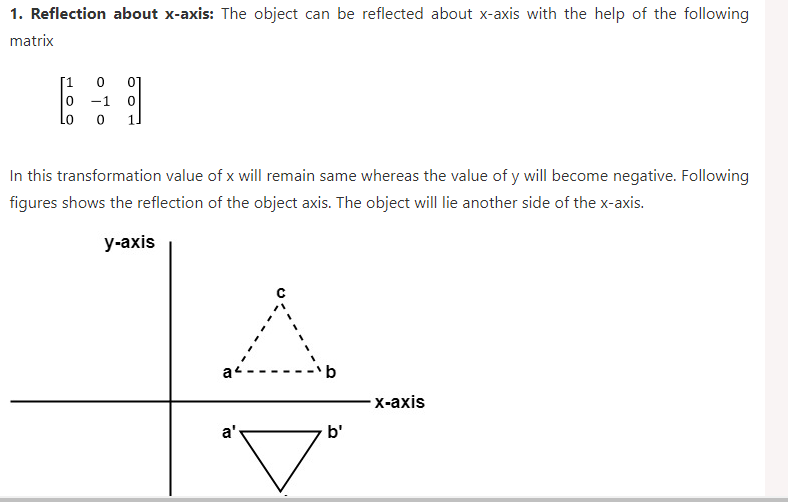 1. Reflection about x-axis: The object can be reflected about x-axis with the help of the following
matrix
[1 0 0]
[0 −1 0]
[0 0 1]
In this transformation value of x will remain same whereas the value of y will become negative. Following
figures shows the reflection of the object axis. The object will lie another side of the x-axis.
y-axis
c
a b
x-axis
a' b'